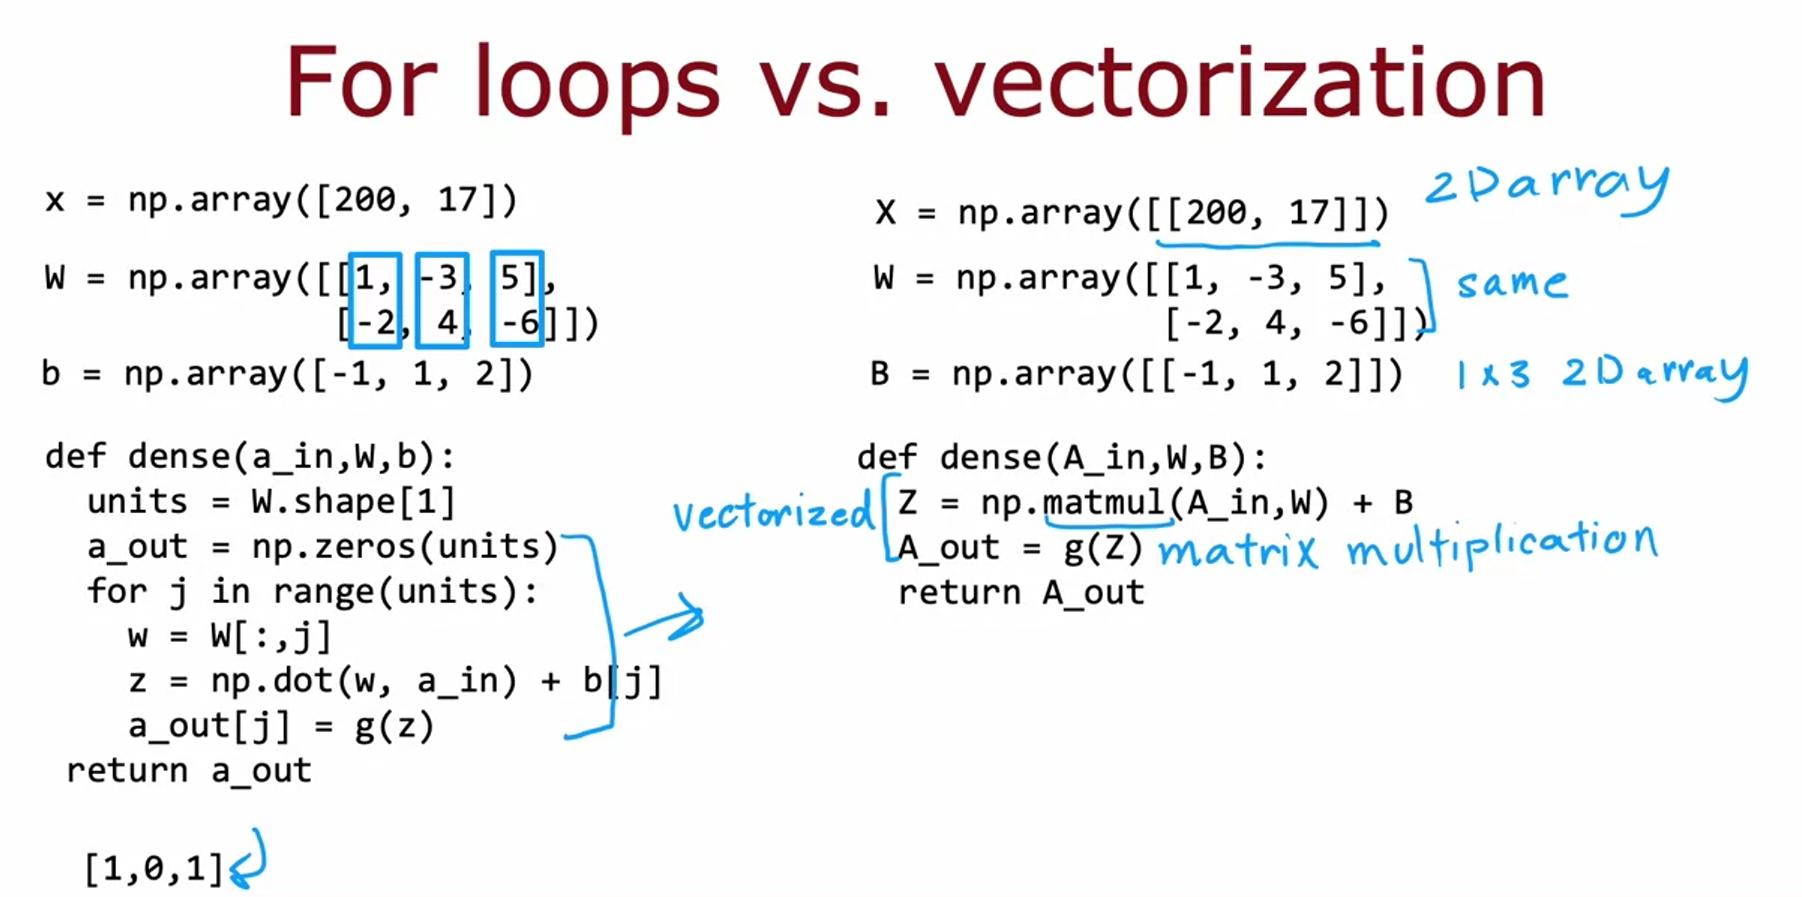 For loops vs. vectorization
x = np.array([200, 17])
W = np.array([[1, -3, 5],
[-2, 4, -6]])
b = np.array([-1, 1, 2])
def dense(a_in,W,b):
units = W.shape[1]
a_out = np.zeros(units)
for j in range(units):
w = W[:,j]
z = np.dot(w, a_in) + b[j]
a_out[j] = g(z)
return a_out
[1,0,1]
X = np.array([[200, 17]]) 2D array
W = np.array([[1, -3, 5],
[-2, 4, -6]])
same
B = np.array([[-1, 1, 2]]) 1x3 2D array
def dense(A_in,W,B):
vectorized
Z = np.matmul(A_in,W) + B
A_out = g(Z) matrix multiplication
return A_out